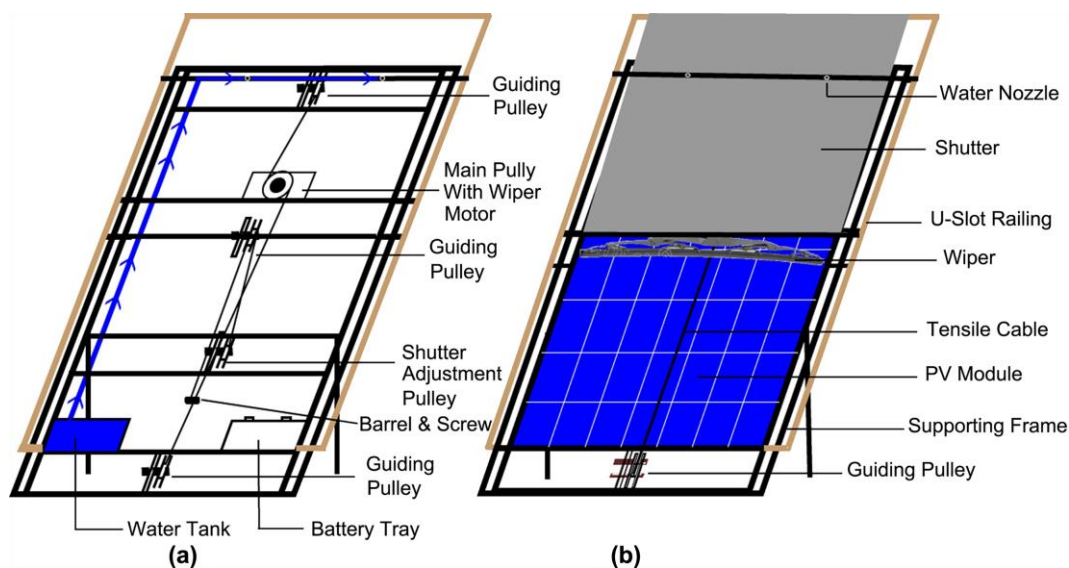 Guiding
Pulley
Main Pully
With Wiper
Motor
Guiding
Pulley
Shutter
Adjustment
Pulley
Barrel & Screw
Guiding
Pulley
Water Tank
Battery Tray
(a)
Water Nozzle
Shutter
U-Slot Railing
Wiper
Tensile Cable
PV Module
Supporting Frame
Guiding Pulley
(b)